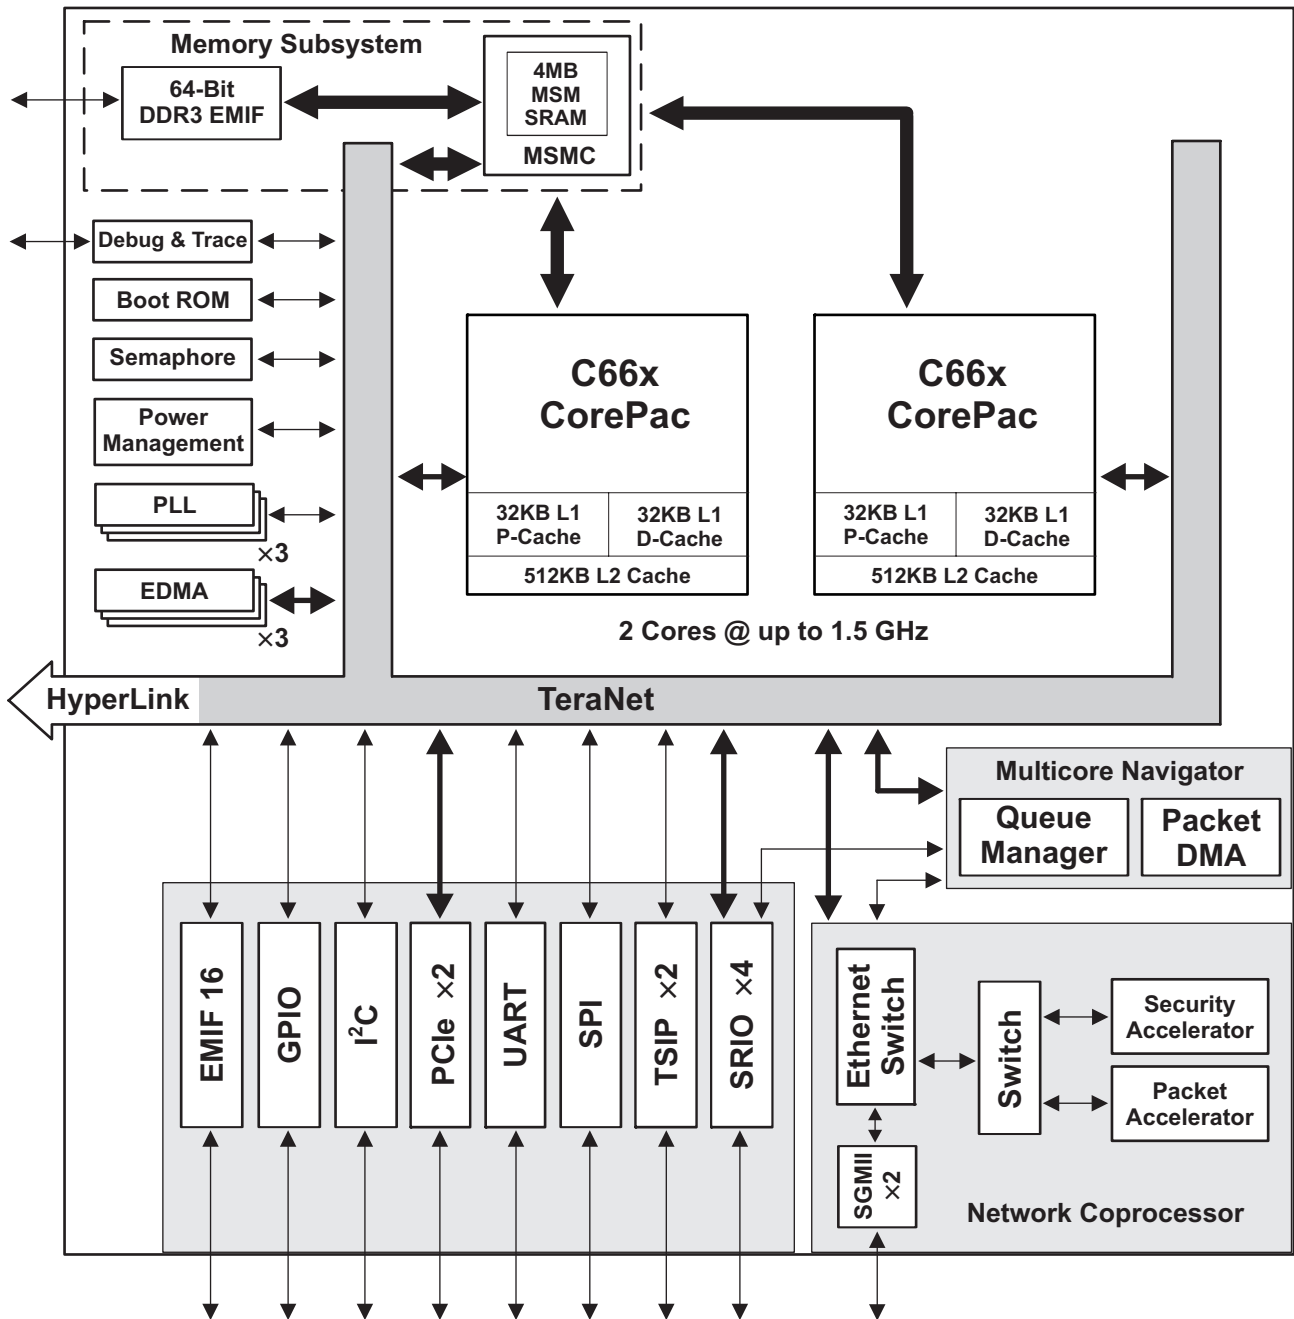 Memory Subsystem
64-Bit
DDR3 EMIF
4MB
MSM
SRAM
MSMC
Debug & Trace
Boot ROM
Semaphore
Power
Management
PLL
×3
EDMA
×3
C66x
CorePac
32KB L1
P-Cache
32KB L1
D-Cache
512KB L2 Cache
C66x
CorePac
32KB L1
P-Cache
32KB L1
D-Cache
512KB L2 Cache
2 Cores @ up to 1.5 GHz
HyperLink
TeraNet
Multicore Navigator
Queue
Manager
Packet
DMA
EMIF 16
GPIO
I²C
PCIe ×2
UART
SPI
TSIP ×2
SRIO ×4
Ethernet
Switch
Switch
Security
Accelerator
Packet
Accelerator
SGMII
×2
Network Coprocessor